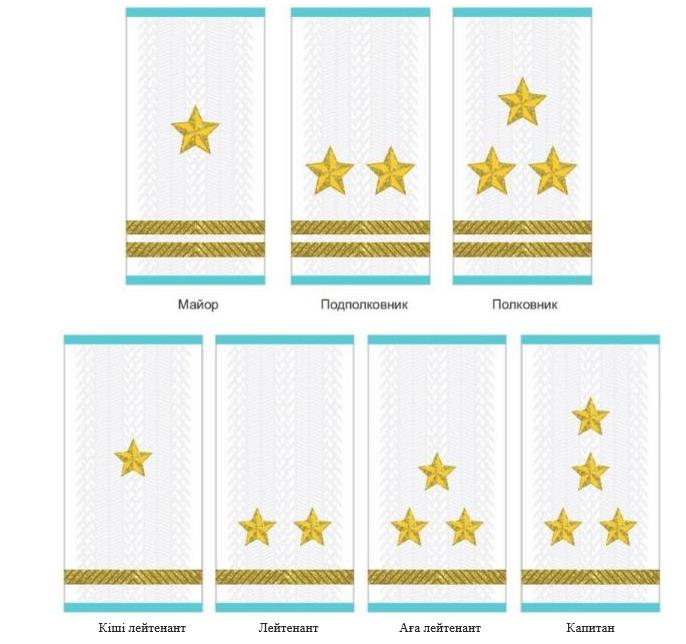 Майор Подполковник Полковник
Кіші лейтенант Лейтенант Аға лейтенант Капитан